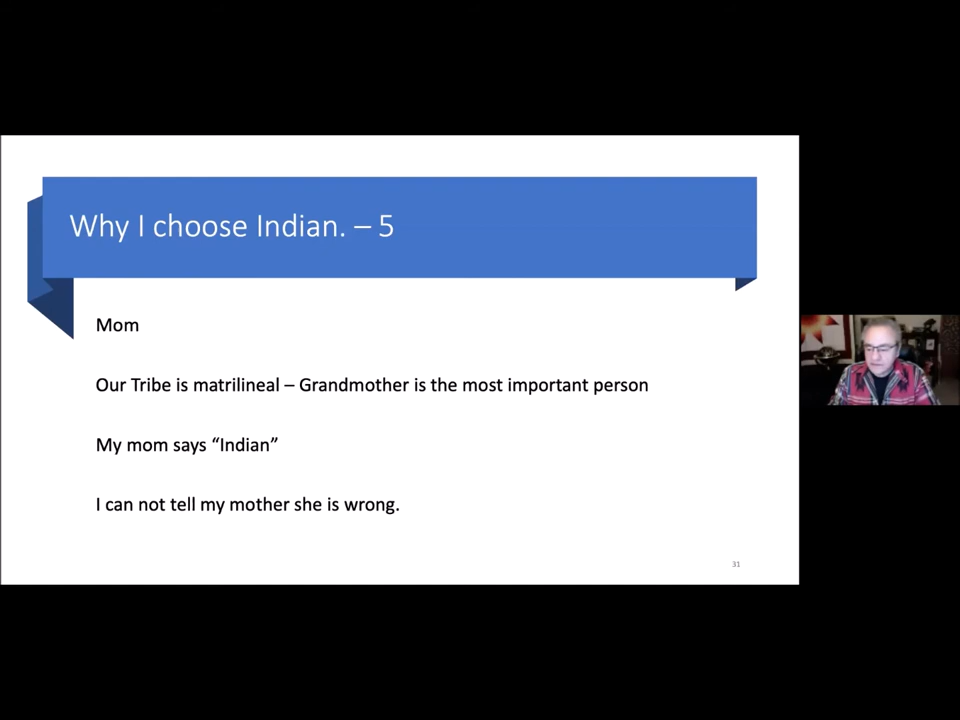 Why I choose Indian. – 5
Mom
Our Tribe is matrilineal – Grandmother is the most important person
My mom says “Indian”
I can not tell my mother she is wrong.
31